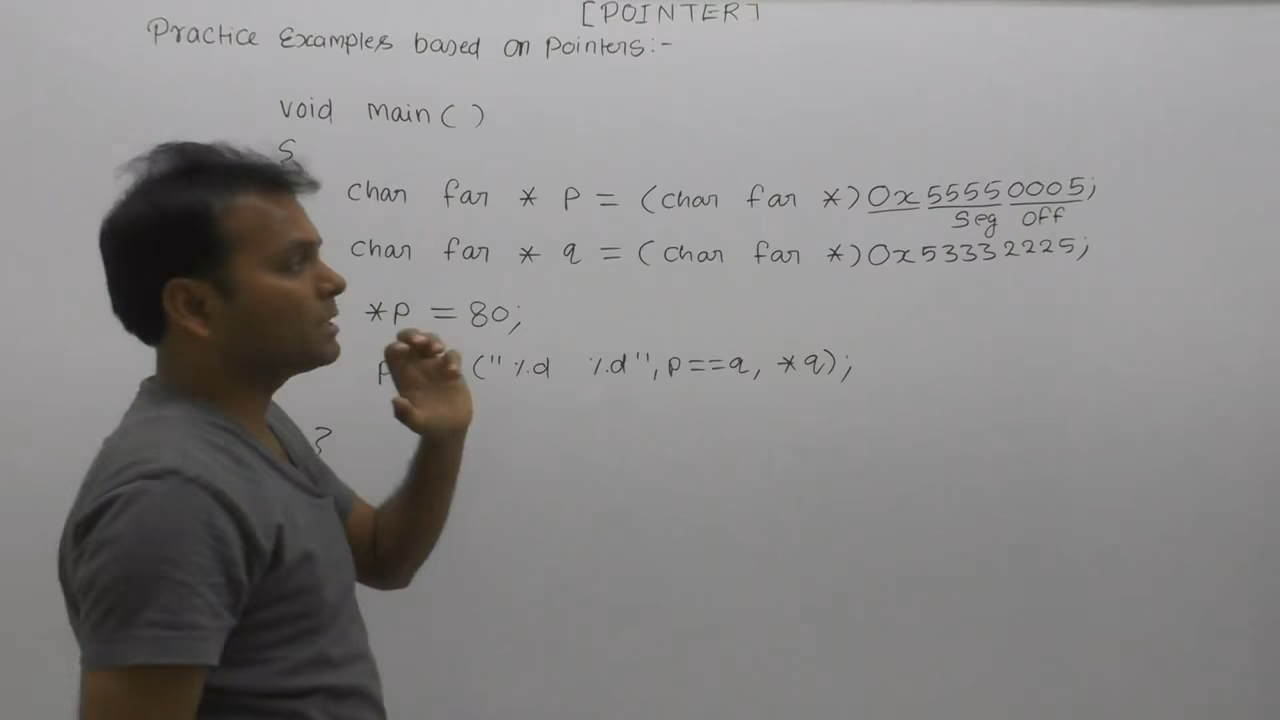 [POINTER]
Practice Examples based on Pointers:-
void main()
{
char far * p = (char far *)0x55550005;
Seg Off
char far * q = (char far *)0x53332225;
*p = 80;
("%d %d", p==q, *q);
}